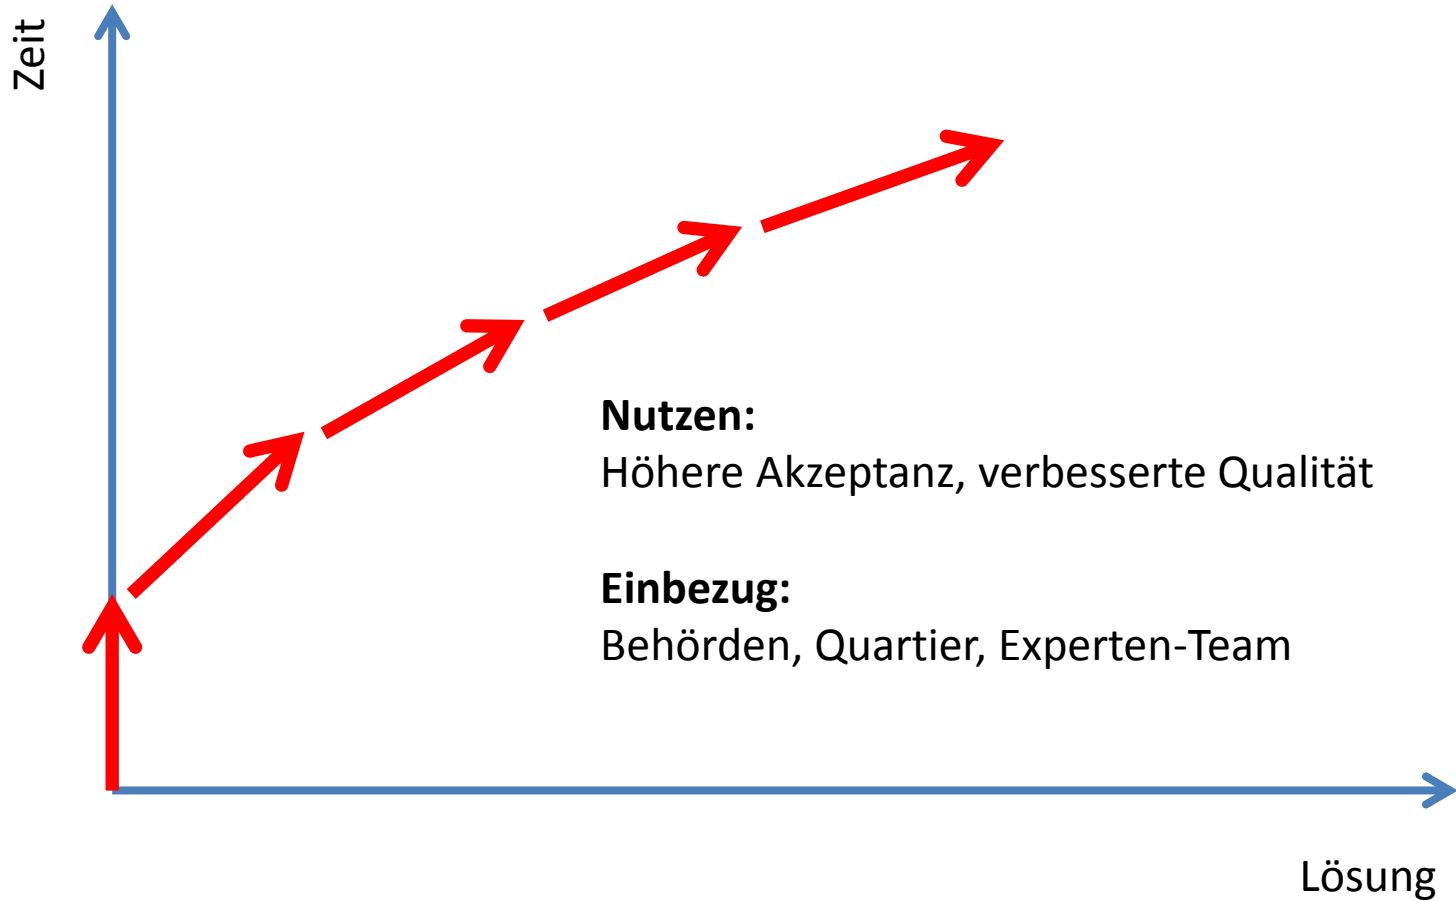 Zeit
Nutzen:
Höhere Akzeptanz, verbesserte Qualität
Einbezug:
Behörden, Quartier, Experten-Team
Lösung